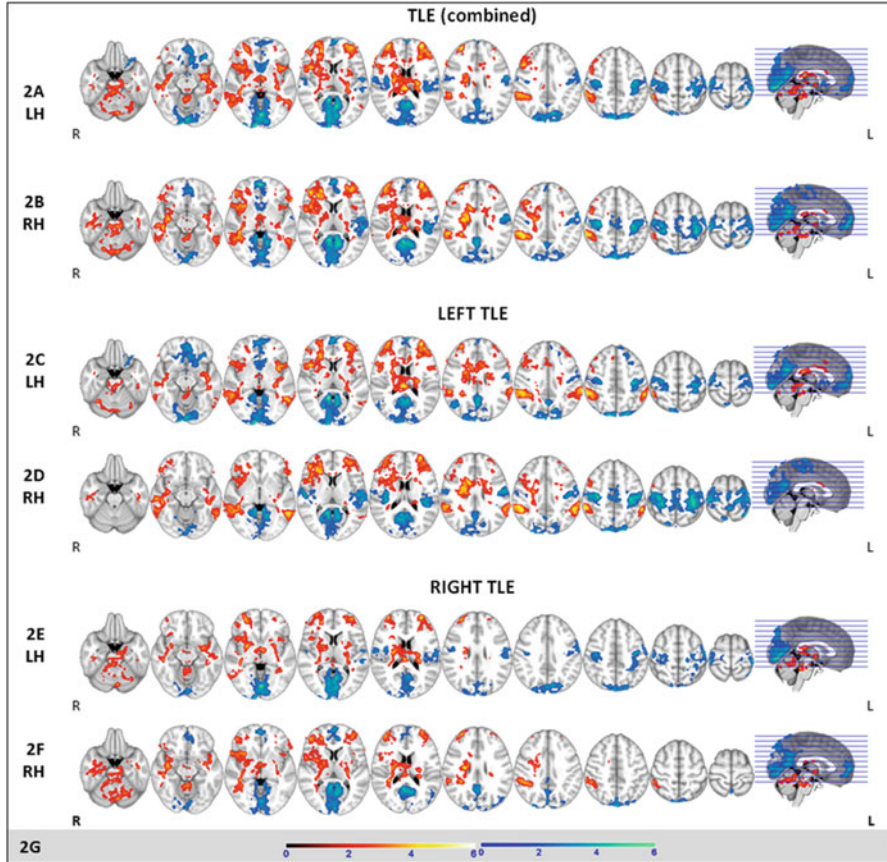 TLE (combined)
2A
LH
R L
2B
RH
R L
LEFT TLE
2C
LH
R L
2D
RH
R L
RIGHT TLE
2E
LH
R L
2F
RH
R L
2G
0 2 4 6 0 2 4 6